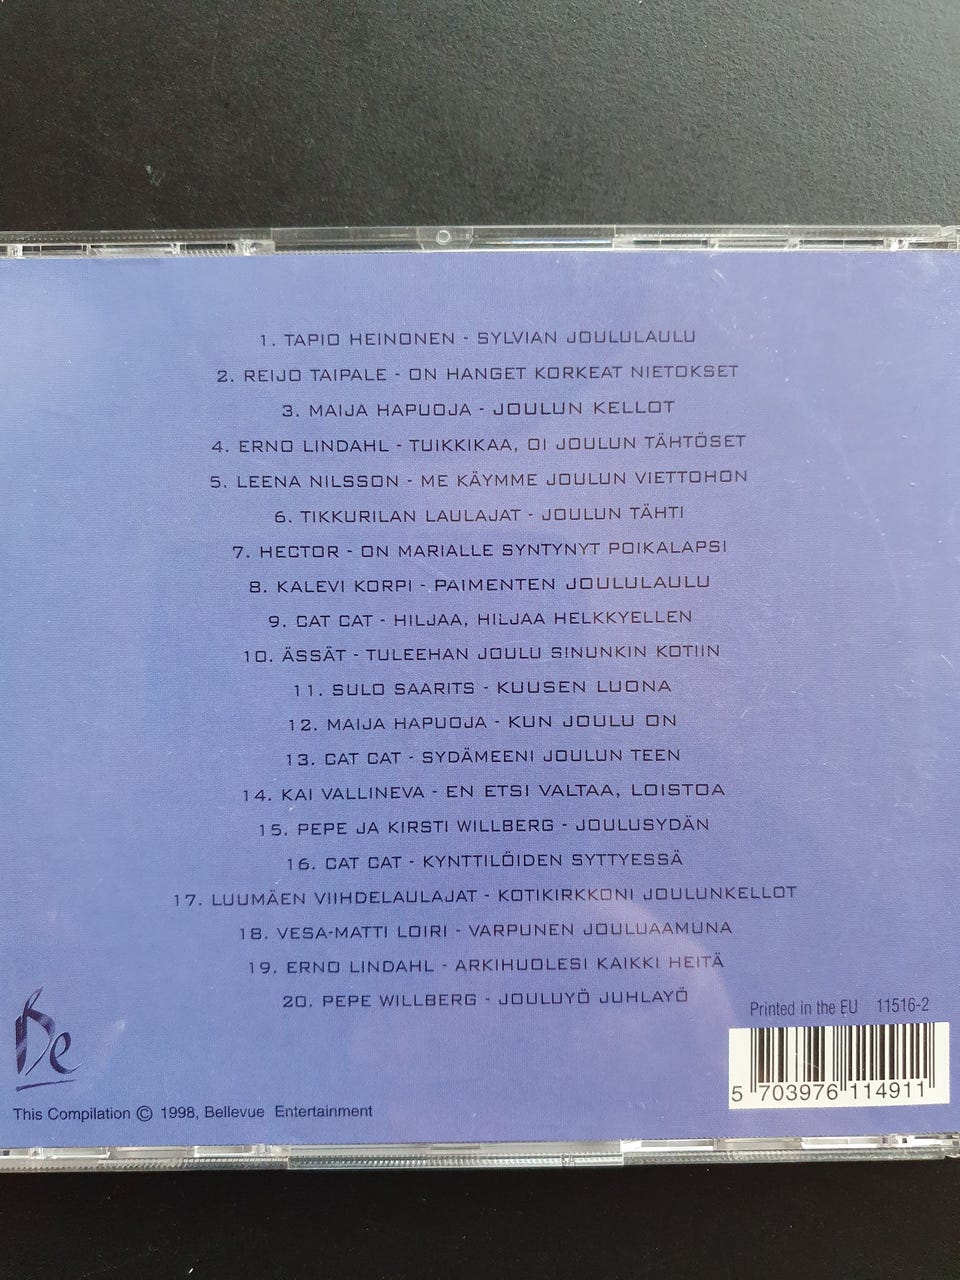 1. TAPIO HEINONEN - SYLVIAN JOULULAULU
2. REIJO TAIPALE - ON HANGET KORKEAT NIETOKSET
3. MAIJA HAPUOJA - JOULUN KELLOT
4. ERNO LINDAHL - TUIKKIKAA, OI JOULUN TÄHTÖSET
5. LEENA NILSSON - ME KÄYMME JOULUN VIETTOHON
6. TIKKURILAN LAULAJAT - JOULUN TÄHTI
7. HECTOR - ON MARIALLE SYNTYNYT POIKALAPSI
8. KALEVI KORPI - PAIMENTEN JOULULAULU
9. CAT CAT - HILJAA, HILJAA HELKKYELLEN
10. ÄSSÄT - TULEEHAN JOULU SINUNKIN KOTIIN
11. SULO SAARITS - KUUSEN LUONA
12. MAIJA HAPUOJA - KUN JOULU ON
13. CAT CAT - SYDÄMEENI JOULUN TEEN
14. KAI VALLINEVA - EN ETSI VALTAA, LOISTOA
15. PEPE JA KIRSTI WILLBERG - JOULUSYDÄN
16. CAT CAT - KYNTTILÖIDEN SYTTYESSÄ
17. LUUMÄEN VIIHDELAULAJAT - KOTIKIRKKONI JOULUNKELLOT
18. VESA-MATTI LOIRI - VARPUNEN JOULUAAMUNA
19. ERNO LINDAHL - ARKIHUOLESI KAIKKI HEITÄ
20. PEPE WILLBERG - JOULUYÖ JUHLAYÖ
Printed in the EU 11516-2
Be
5 703976 114911
This Compilation © 1998, Bellevue Entertainment